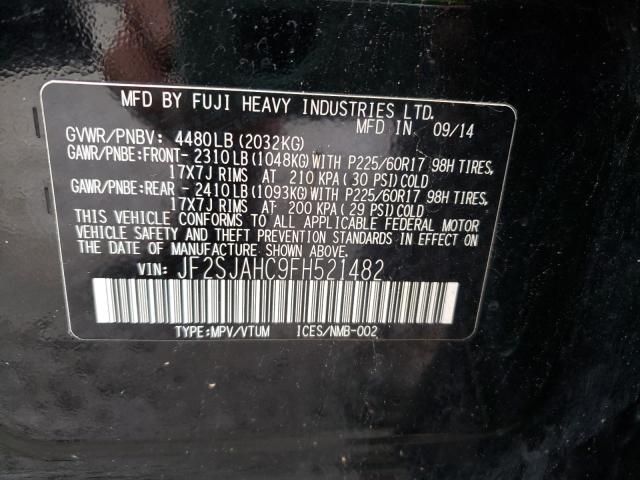 MFD BY FUJI HEAVY INDUSTRIES LTD.
MFD IN 09/14
GVWR/PNBV: 4480LB(2032KG)
GAWR/PNBE:FRONT-2310LB(1048KG)WITH P225/60R17 98H TIRES,
17X7J RIMS AT 210 KPA(30 PSI)COLD
GAWR/PNBE:REAR -2410LB(1093KG)WITH P225/60R17 98H TIRES,
17X7J RIMS AT 200 KPA(29 PSI)COLD
THIS VEHICLE CONFORMS TO ALL APPLICABLE FEDERAL MOTOR
VEHICLE SAFETY AND THEFT PREVENTION STANDARDS IN EFFECT
ON THE DATE OF MANUFACTURE SHOWN ABOVE.
VIN: JF2SJAHC9FH521482
TYPE:MPV/VTUM ICES/NMB-002